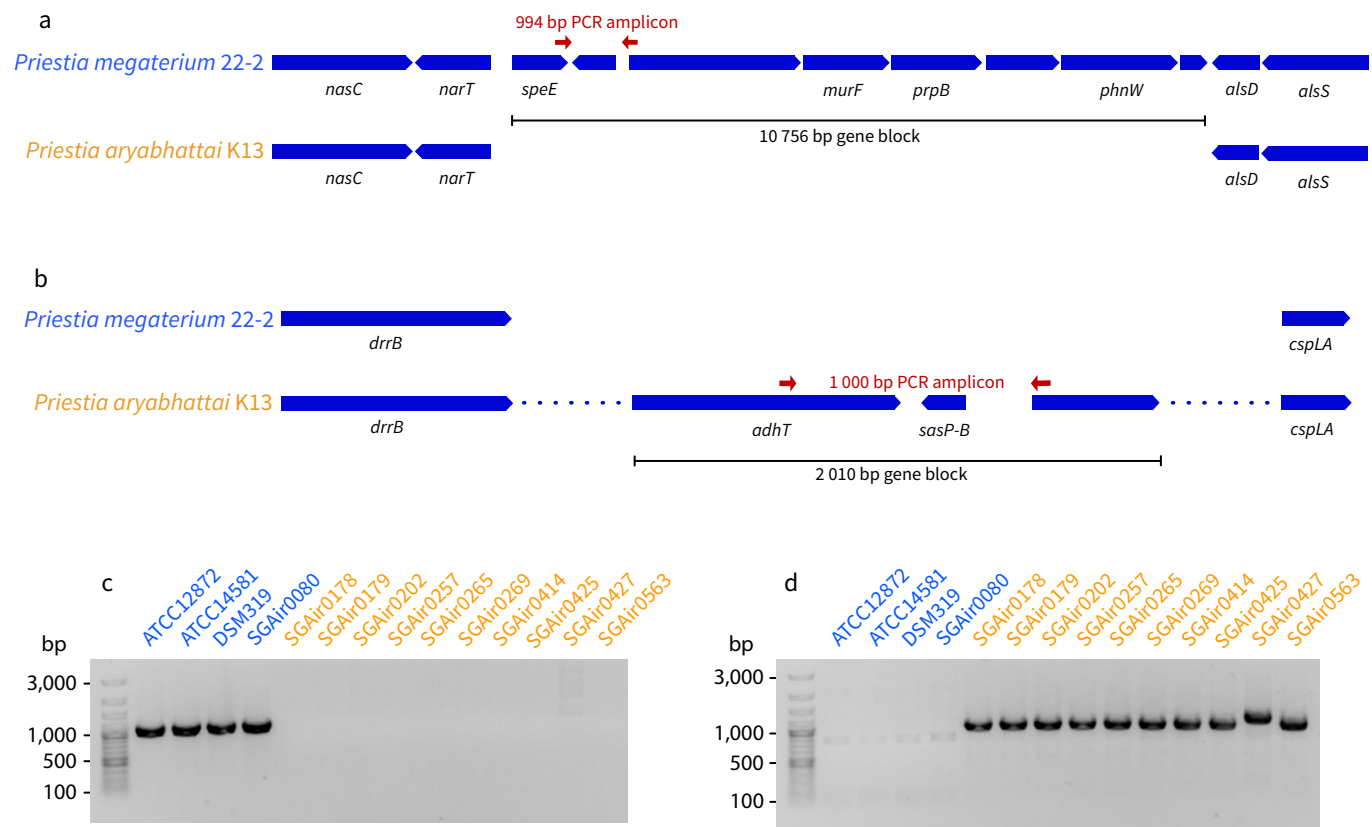 a
994 bp PCR amplicon
Priestia megaterium 22-2
nasC narT speE murF prpB phnW alsD alsS
10 756 bp gene block
Priestia aryabhattai K13
nasC narT alsD alsS
b
Priestia megaterium 22-2
drrB cspLA
1 000 bp PCR amplicon
Priestia aryabhattai K13
drrB adhT sasP-B cspLA
2 010 bp gene block
c
ATCC12872
ATCC14581
DSM319
SGAir0080
SGAir0178
SGAir0179
SGAir0202
SGAir0257
SGAir0265
SGAir0269
SGAir0414
SGAir0425
SGAir0427
SGAir0563
bp
3,000
1,000
500
100
d
ATCC12872
ATCC14581
DSM319
SGAir0080
SGAir0178
SGAir0179
SGAir0202
SGAir0257
SGAir0265
SGAir0269
SGAir0414
SGAir0425
SGAir0427
SGAir0563
bp
3,000
1,000
500
100